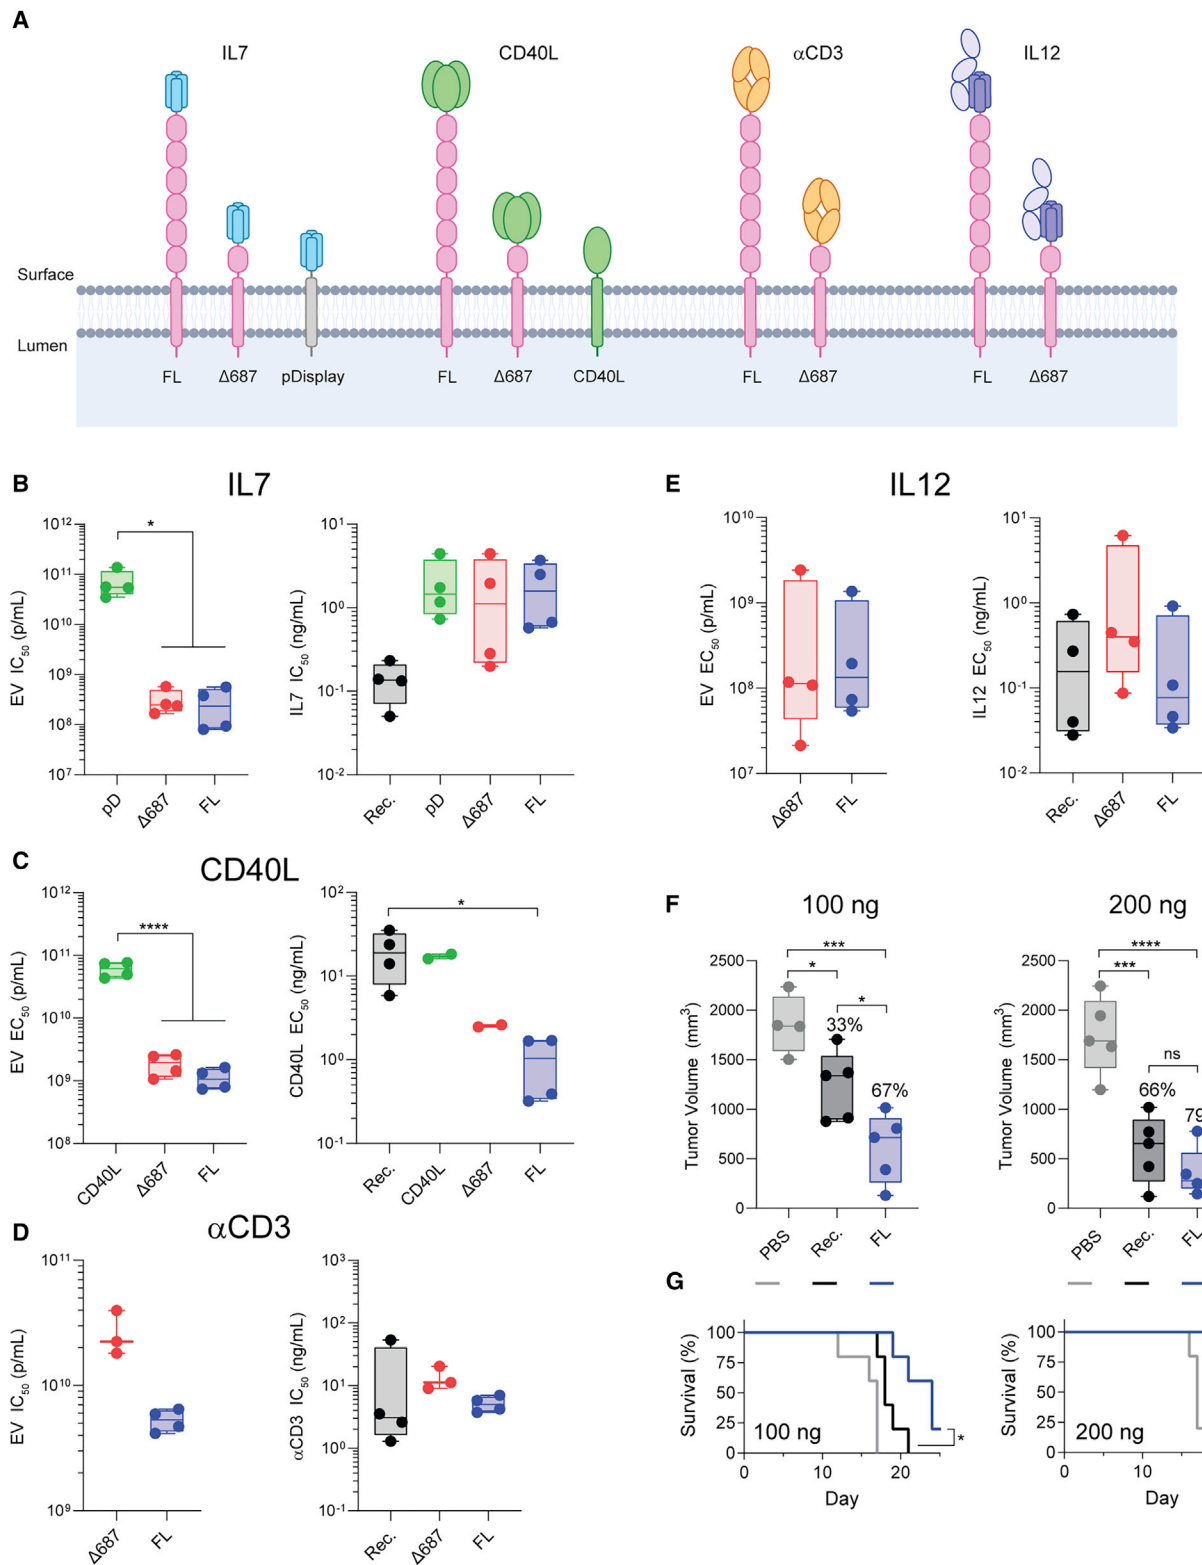 A
IL7 CD40L αCD3 IL12
Surface
Lumen
FL Δ687 pDisplay FL Δ687 CD40L FL Δ687 FL Δ687
B
IL7
EV IC50 (p/mL)
10^12
10^11
10^10
10^9
10^8
10^7
*
pD Δ687 FL
IL7 IC50 (ng/mL)
10^1
10^0
10^-1
10^-2
Rec. pD Δ687 FL
C
CD40L
EV EC50 (p/mL)
10^12
10^11
10^10
10^9
10^8
****
CD40L Δ687 FL
CD40L EC50 (ng/mL)
10^2
10^1
10^0
10^-1
*
Rec. CD40L Δ687 FL
D
αCD3
EV IC50 (p/mL)
10^11
10^10
10^9
Δ687 FL
αCD3 IC50 (ng/mL)
10^3
10^2
10^1
10^0
10^-1
Rec. Δ687 FL
E
IL12
EV EC50 (p/mL)
10^10
10^9
10^8
10^7
Δ687 FL
IL12 EC50 (ng/mL)
10^1
10^0
10^-1
10^-2
Rec. Δ687 FL
F
100 ng
Tumor Volume (mm3)
2500
2000
1500
1000
500
0
***
*
*
33%
67%
PBS Rec. FL
200 ng
Tumor Volume (mm3)
2500
2000
1500
1000
500
0
****
***
ns
66%
79
PBS Rec. FL
G
Survival (%)
100
75
50
25
0
100 ng
*
0 10 20
Day
Survival (%)
100
75
50
25
0
200 ng
0 10
Day